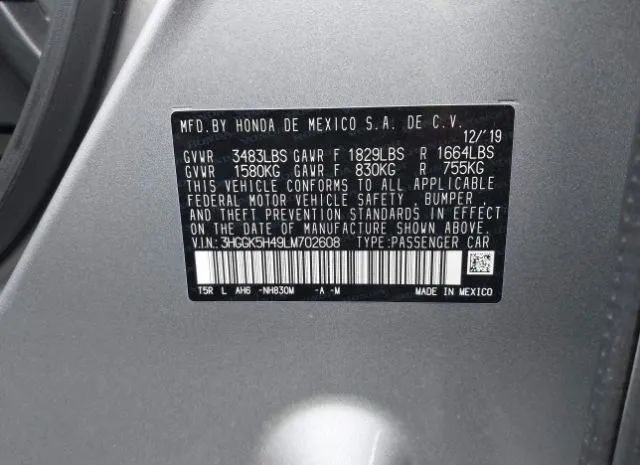 MFD.BY HONDA DE MEXICO S.A. DE C.V.
12/'19
GVWR 3483LBS GAWR F 1829LBS R 1664LBS
GVWR 1580KG GAWR F 830KG R 755KG
THIS VEHICLE CONFORMS TO ALL APPLICABLE
FEDERAL MOTOR VEHICLE SAFETY, BUMPER,
AND THEFT PREVENTION STANDARDS IN EFFECT
ON THE DATE OF MANUFACTURE SHOWN ABOVE.
V.I.N.: 3HGGK5H49LM702608 TYPE:PASSENGER CAR
T5R L AH6 -NH830M -A -M MADE IN MEXICO